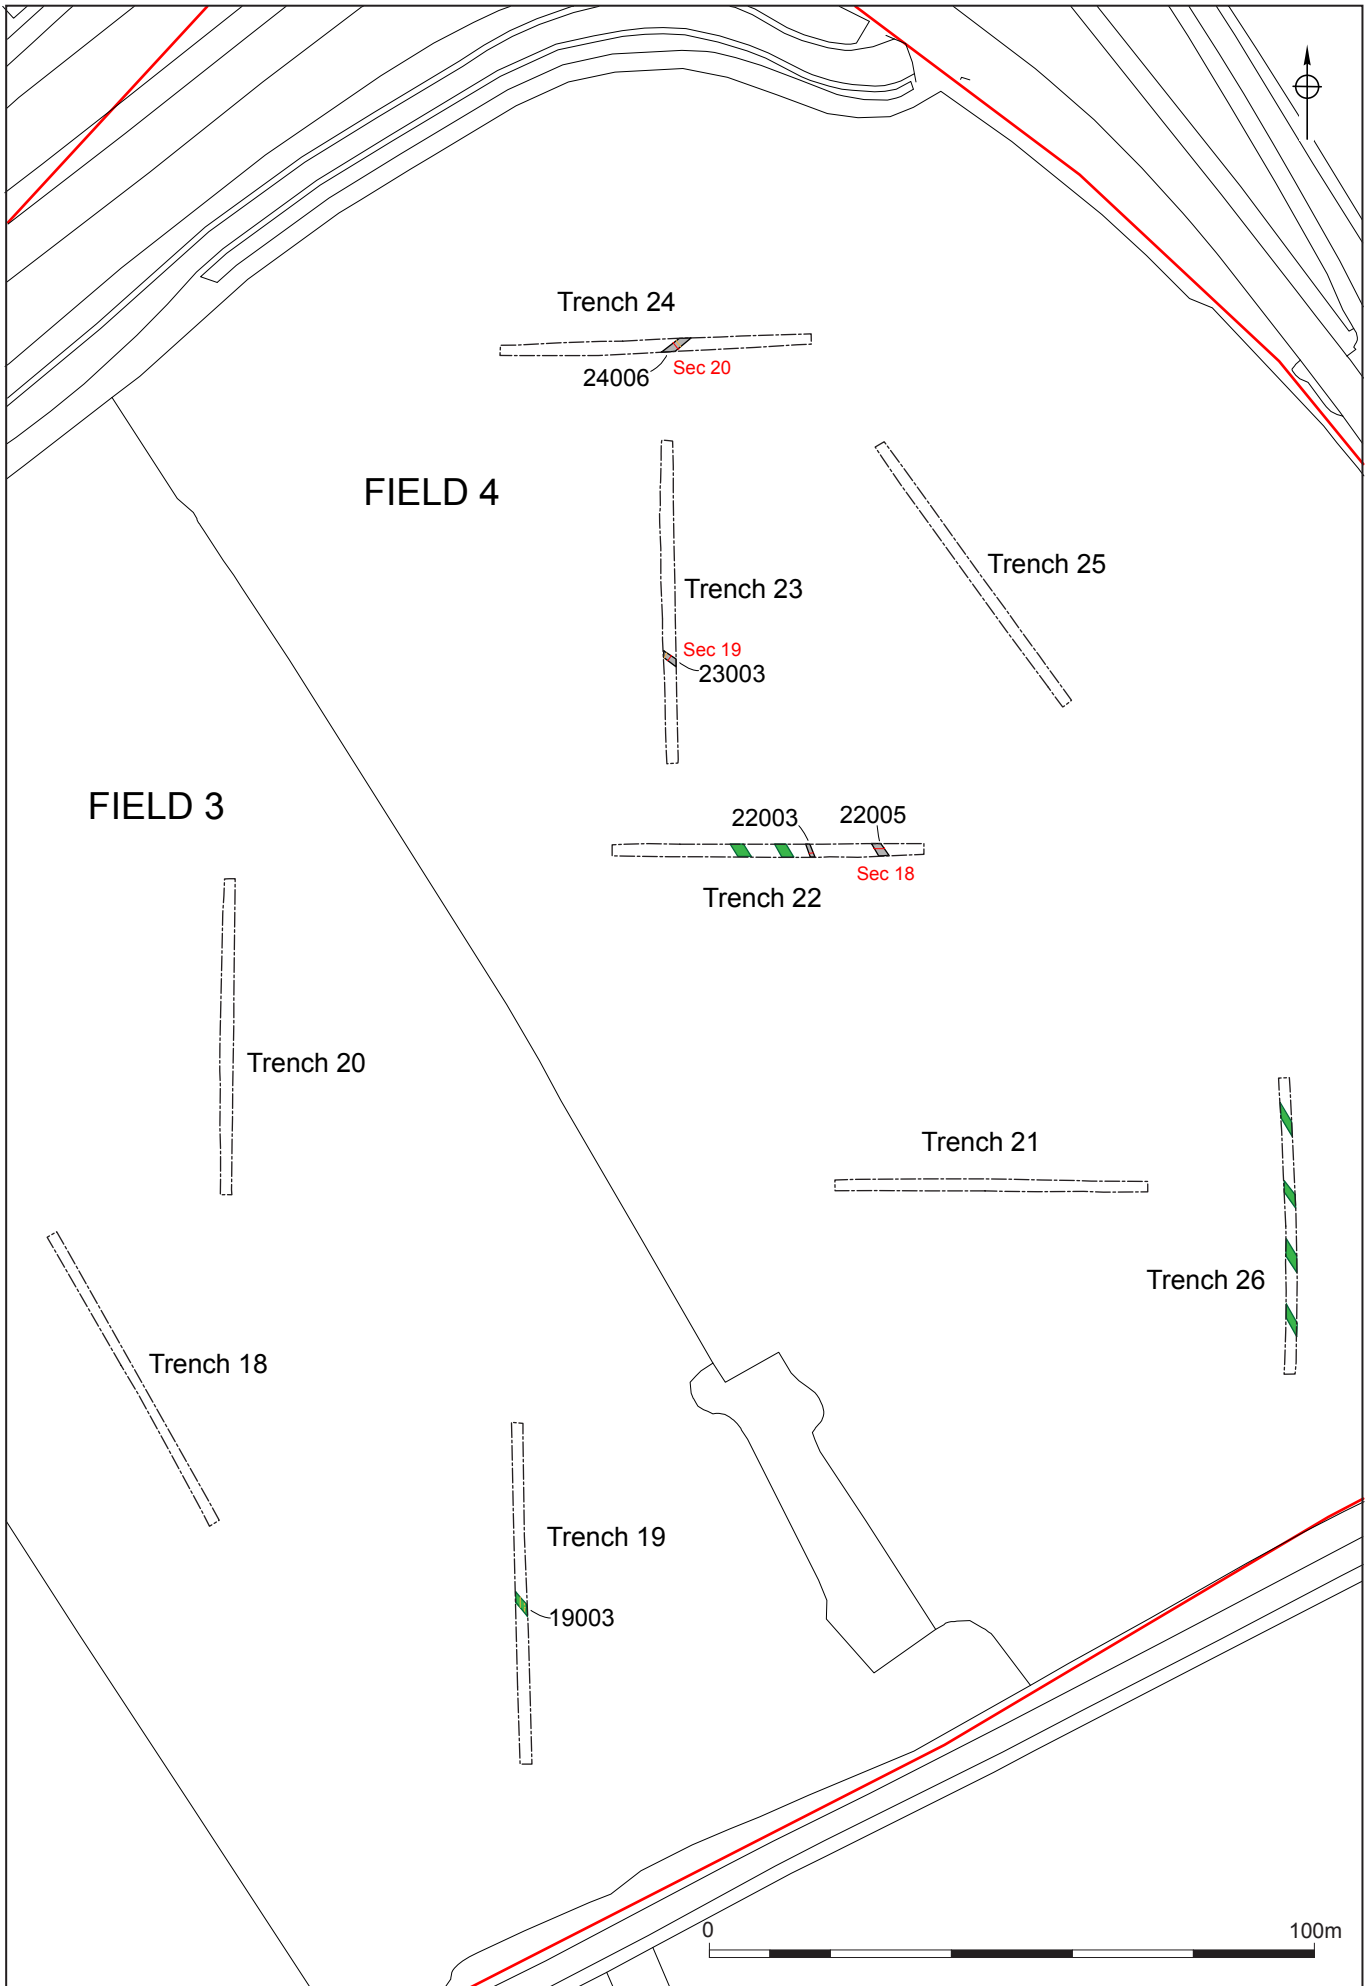 Trench 24
24006
Sec 20
FIELD 4
Trench 25
Trench 23
Sec 19
23003
FIELD 3
22003
22005
Sec 18
Trench 22
Trench 20
Trench 21
Trench 26
Trench 18
Trench 19
19003
0
100m